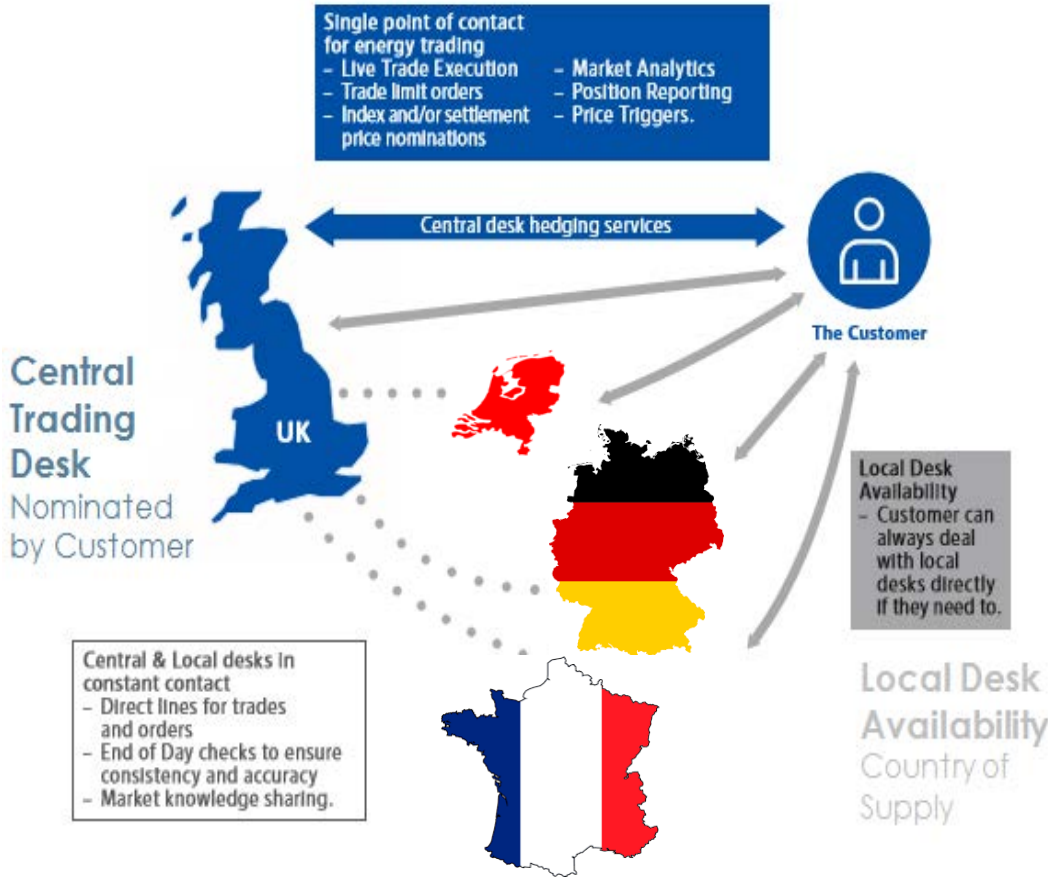 Single point of contact
for energy trading
– Live Trade Execution
– Trade limit orders
– Index and/or settlement
price nominations
– Market Analytics
– Position Reporting
– Price Triggers.
Central desk hedging services
The Customer
Central
Trading
Desk
Nominated
by Customer
UK
Local Desk
Availability
– Customer can
always deal
with local
desks directly
if they need to.
Central & Local desks in
constant contact
– Direct lines for trades
and orders
– End of Day checks to ensure
consistency and accuracy
– Market knowledge sharing.
Local Desk
Availability
Country of
Supply